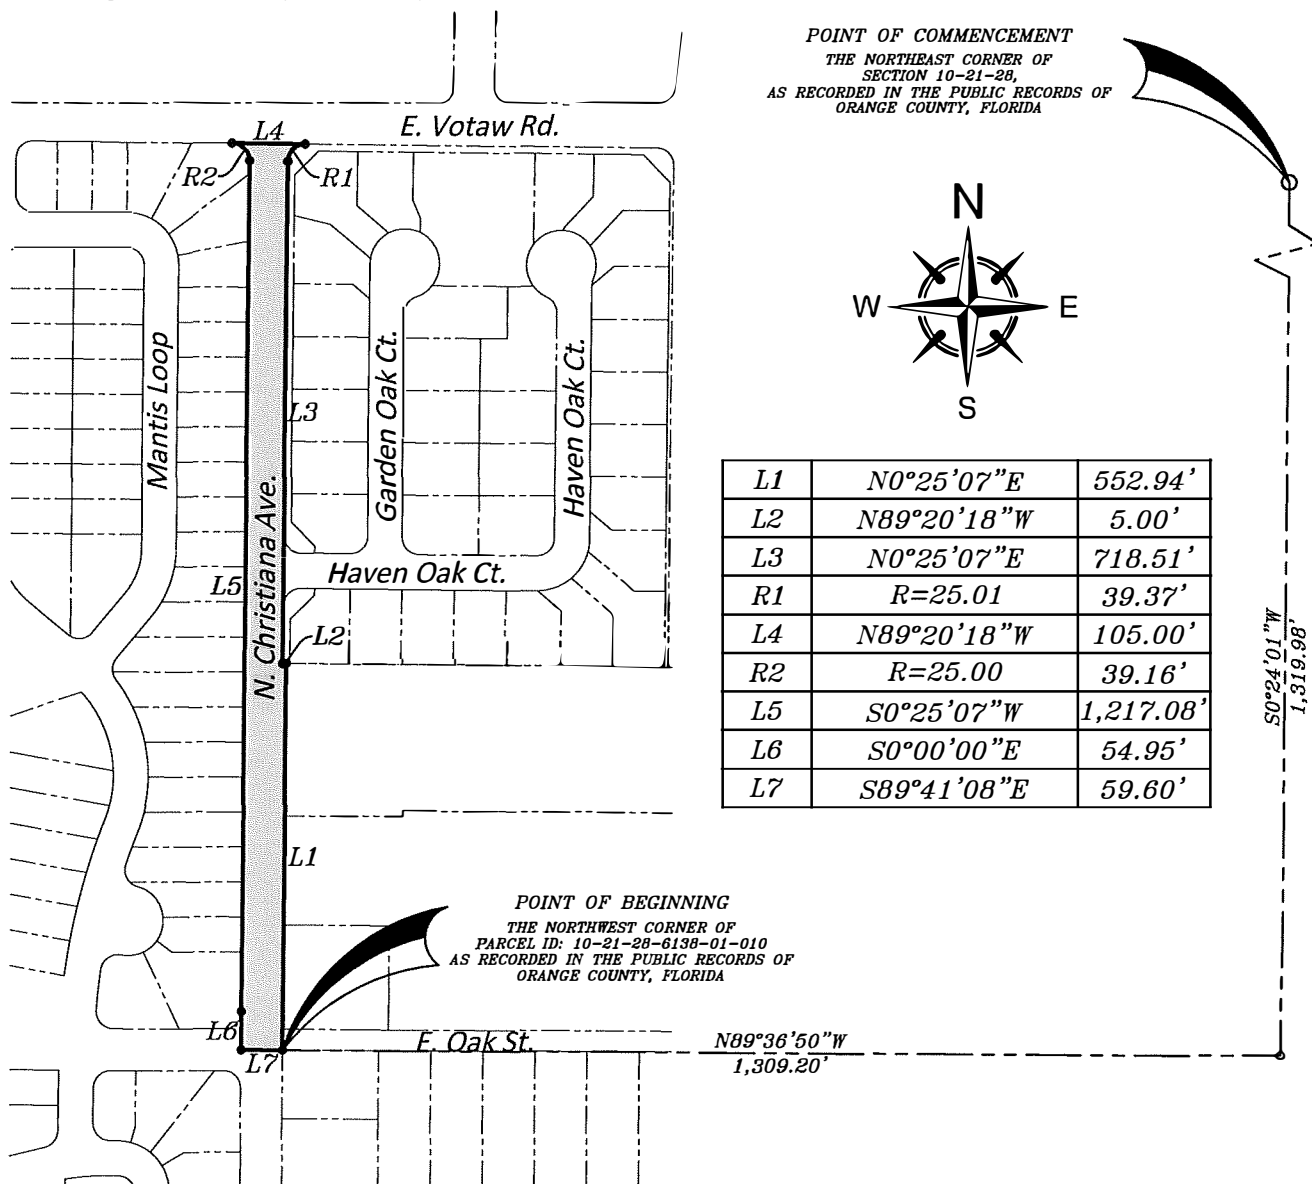 POINT OF COMMENCEMENT
THE NORTHEAST CORNER OF
SECTION 10-21-28,
AS RECORDED IN THE PUBLIC RECORDS OF
ORANGE COUNTY, FLORIDA
L4
E. Votaw Rd.
R2
R1
N
W
E
S
Mantis Loop
L3
Garden Oak Ct.
Haven Oak Ct.
L1 N0°25'07"E 552.94'
L2 N89°20'18"W 5.00'
L3 N0°25'07"E 718.51'
R1 R=25.01 39.37'
L4 N89°20'18"W 105.00'
R2 R=25.00 39.16'
L5 S0°25'07"W 1,217.08'
L6 S0°00'00"E 54.95'
L7 S89°41'08"E 59.60'
L5
N. Christiana Ave.
Haven Oak Ct.
L2
S0°24'01"W
1,319.98'
L1
POINT OF BEGINNING
THE NORTHWEST CORNER OF
PARCEL ID: 10-21-28-6138-01-010
AS RECORDED IN THE PUBLIC RECORDS OF
ORANGE COUNTY, FLORIDA
L6
L7
E. Oak St.
N89°36'50"W
1,309.20'